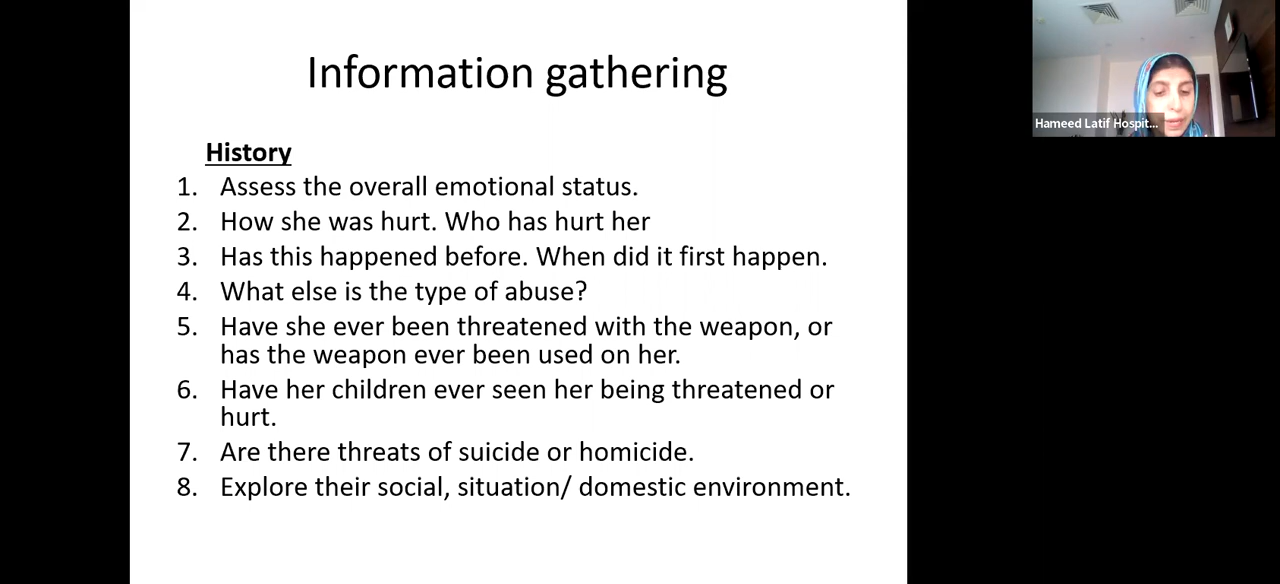 Information gathering
History
1. Assess the overall emotional status.
2. How she was hurt. Who has hurt her
3. Has this happened before. When did it first happen.
4. What else is the type of abuse?
5. Have she ever been threatened with the weapon, or
has the weapon ever been used on her.
6. Have her children ever seen her being threatened or
hurt.
7. Are there threats of suicide or homicide.
8. Explore their social, situation/ domestic environment.
Hameed Latif Hospit...